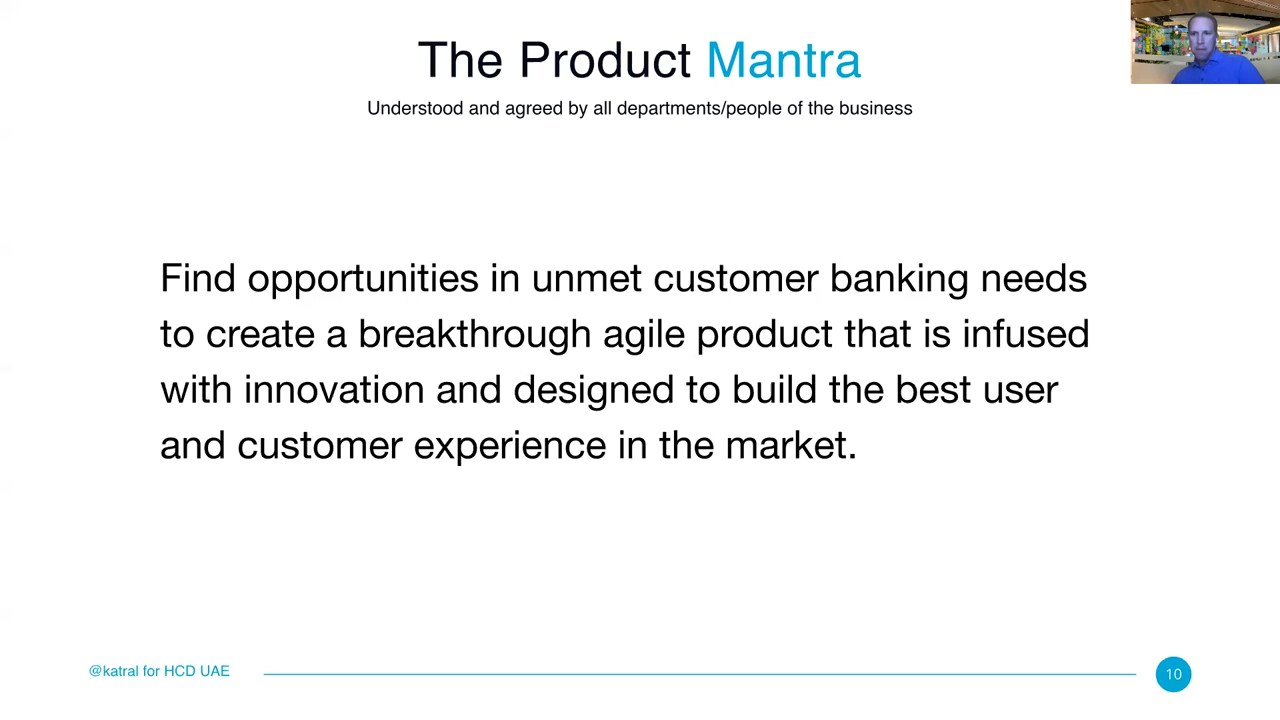 The Product Mantra
Understood and agreed by all departments/people of the business
Find opportunities in unmet customer banking needs
to create a breakthrough agile product that is infused
with innovation and designed to build the best user
and customer experience in the market.
@katral for HCD UAE
10